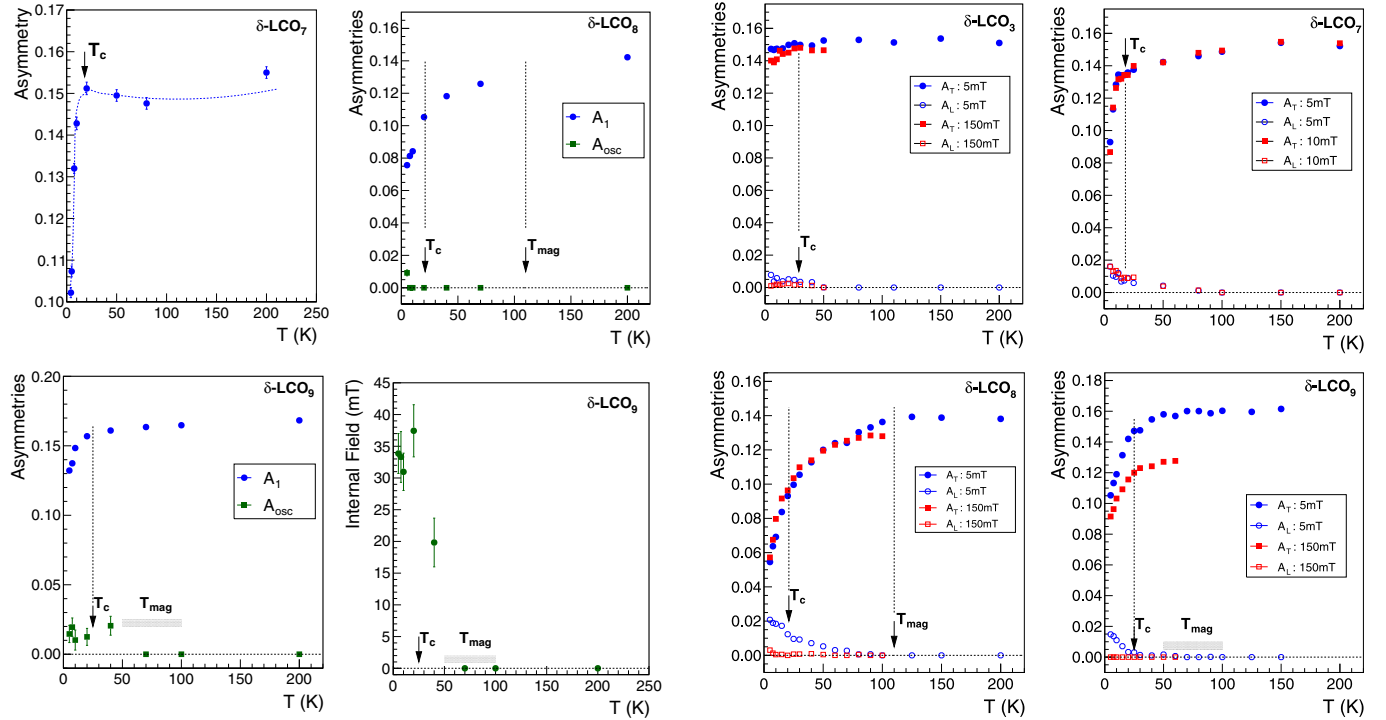 δ-LCO7
Asymmetry
0.17
0.16
0.15
0.14
0.13
0.12
0.11
0.10
Tc
0 50 100 150 200 250
T (K)
δ-LCO8
Asymmetries
0.16
0.14
0.12
0.10
0.08
0.06
0.04
0.02
0.00
A1
Aosc
Tc
Tmag
0 50 100 150 200
T (K)
δ-LCO3
Asymmetries
0.16
0.14
0.12
0.10
0.08
0.06
0.04
0.02
0.00
AT : 5mT
AL : 5mT
AT : 150mT
AL : 150mT
Tc
0 50 100 150 200
T (K)
δ-LCO7
Asymmetries
0.16
0.14
0.12
0.10
0.08
0.06
0.04
0.02
0.00
Tc
AT : 5mT
AL : 5mT
AT : 10mT
AL : 10mT
0 50 100 150 200
T (K)
δ-LCO9
Asymmetries
0.20
0.15
0.10
0.05
0.00
A1
Aosc
Tc
Tmag
0 50 100 150 200
T (K)
δ-LCO9
Internal Field (mT)
45
40
35
30
25
20
15
10
5
0
Tc
Tmag
0 50 100 150 200 250
T (K)
δ-LCO8
Asymmetries
0.16
0.14
0.12
0.10
0.08
0.06
0.04
0.02
0.00
AT : 5mT
AL : 5mT
AT : 150mT
AL : 150mT
Tc
Tmag
0 50 100 150 200
T (K)
δ-LCO9
Asymmetries
0.18
0.16
0.14
0.12
0.10
0.08
0.06
0.04
0.02
0.00
AT : 5mT
AL : 5mT
AT : 150mT
AL : 150mT
Tc
Tmag
0 50 100 150 200
T (K)